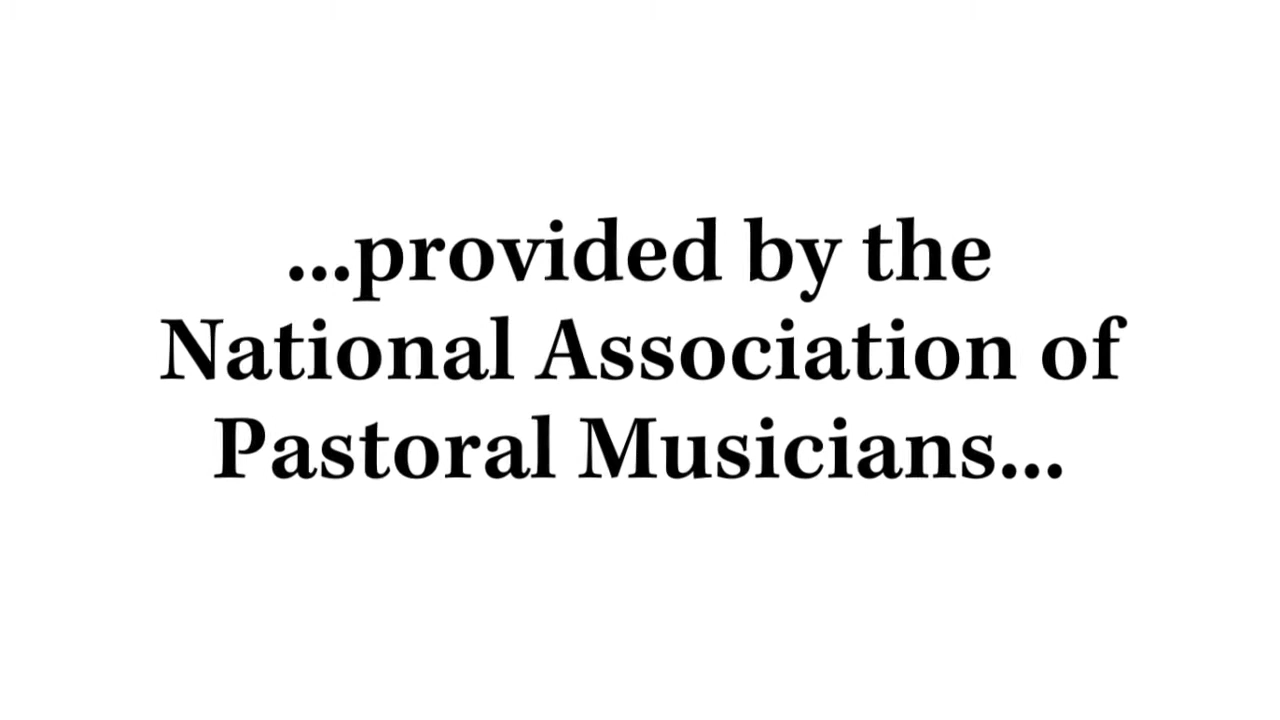 ...provided by the
National Association of
Pastoral Musicians...